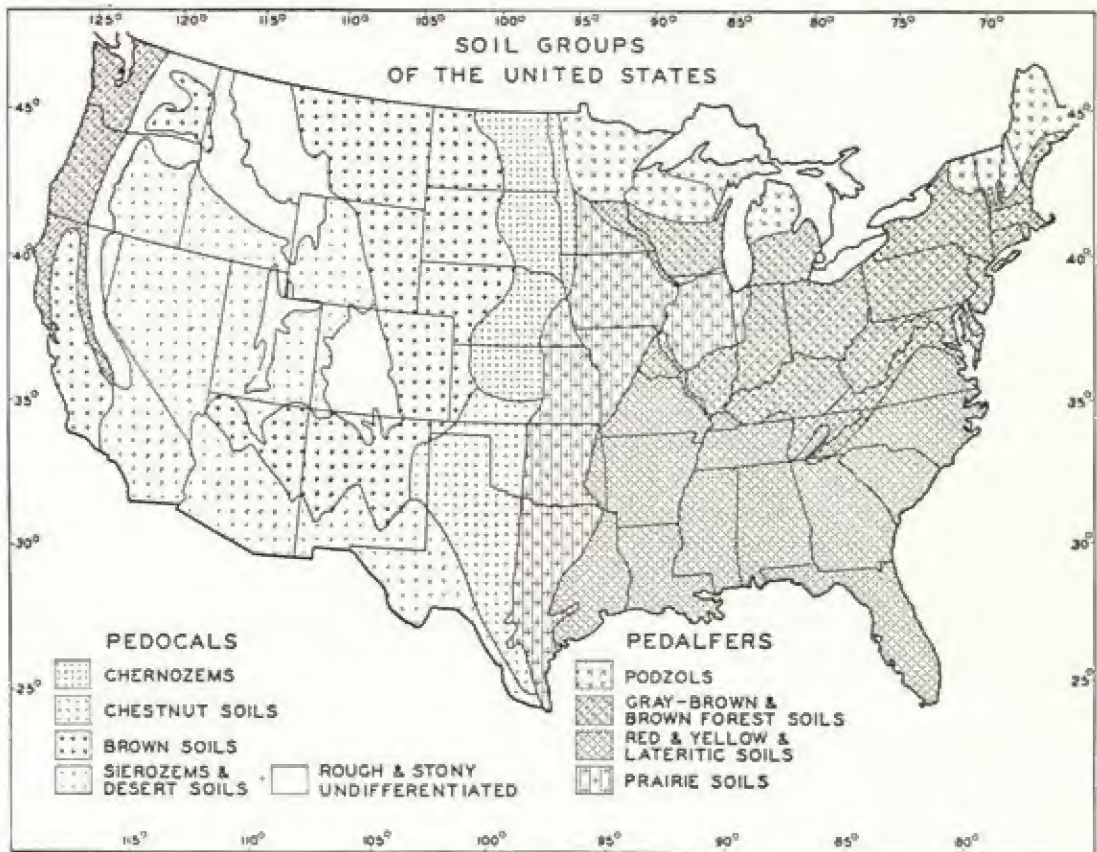 125° 120° 115° 110° 105° 100° 95° 90° 85° 80° 75° 70°
SOIL GROUPS
OF THE UNITED STATES
45° 45°
40° 40°
35° 35°
30° 30°
25° 25°
PEDOCALS
CHERNOZEMS
CHESTNUT SOILS
BROWN SOILS
SIEROZEMS &
DESERT SOILS
ROUGH & STONY
UNDIFFERENTIATED
PEDALFERS
PODZOLS
GRAY-BROWN &
BROWN FOREST SOILS
RED & YELLOW &
LATERITIC SOILS
PRAIRIE SOILS
115° 110° 105° 100° 95° 90° 85° 80°